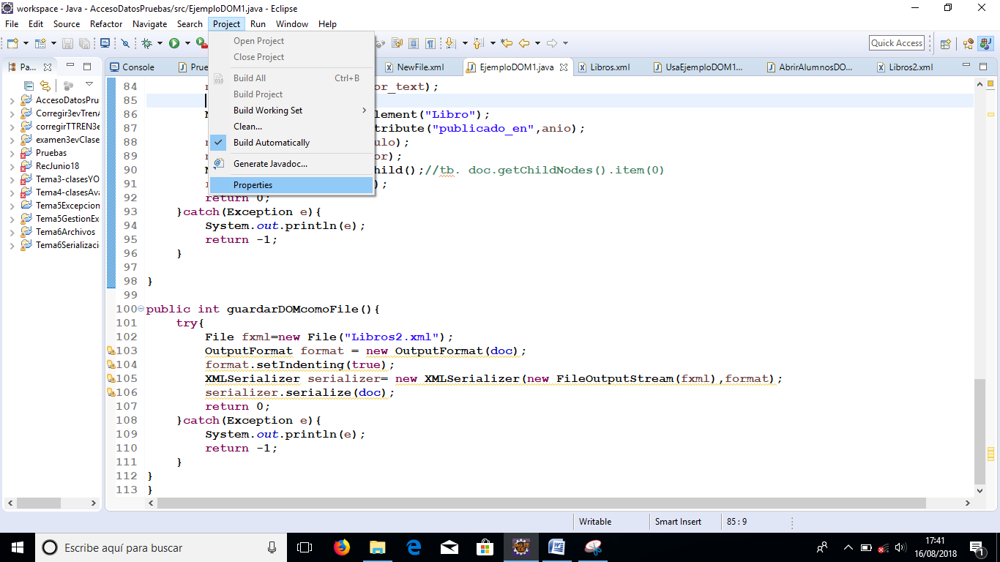 workspace - Java - AccesoDatosPruebas/src/EjemploDOM1.java - Eclipse
File Edit Source Refactor Navigate Search Project Run Window Help
Quick Access
Pa...
Console
Prue
NewFile.xml
EjemploDOM1.java
Libros.xml
UsaEjemploDOM1...
AbrirAlumnosDO...
Libros2.xml
Open Project
Close Project
Build All Ctrl+B
Build Project
Build Working Set
Clean...
Build Automatically
Generate Javadoc...
Properties
AccesoDatosPru
Corregir3evTrenA
corregirTTREN3e
examen3evClase
Pruebas
RecJunio18
Tema3-clasesYO
Tema4-clasesAva
Tema5Excepcion
Tema5GestionEx
Tema6Archivos
Tema6Serializaci
84 or_text);
85
86 lement("Libro");
87 tribute("publicado_en",anio);
88 ulo);
89 or);
90 hild();//tb. doc.getChildNodes().item(0)
91 );
92 return 0;
93 }catch(Exception e){
94 System.out.println(e);
95 return -1;
96 }
97
98 }
99
100 public int guardarDOMcomoFile(){
101 try{
102 File fxml=new File("Libros2.xml");
103 OutputFormat format = new OutputFormat(doc);
104 format.setIndenting(true);
105 XMLSerializer serializer= new XMLSerializer(new FileOutputStream(fxml),format);
106 serializer.serialize(doc);
107 return 0;
108 }catch(Exception e){
109 System.out.println(e);
110 return -1;
111 }
112 }
113 }
Writable Smart Insert 85 : 9
Escribe aquí para buscar
17:41
16/08/2018
1